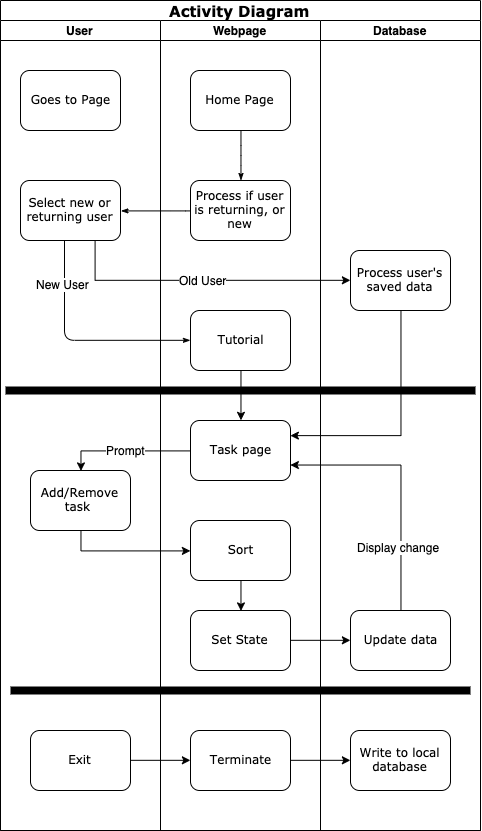 Activity Diagram
User
Webpage
Database
Goes to Page
Home Page
Select new or
returning user
Process if user
is returning, or
new
New User
Old User
Process user's
saved data
Tutorial
Task page
Prompt
Add/Remove
task
Sort
Display change
Set State
Update data
Exit
Terminate
Write to local
database